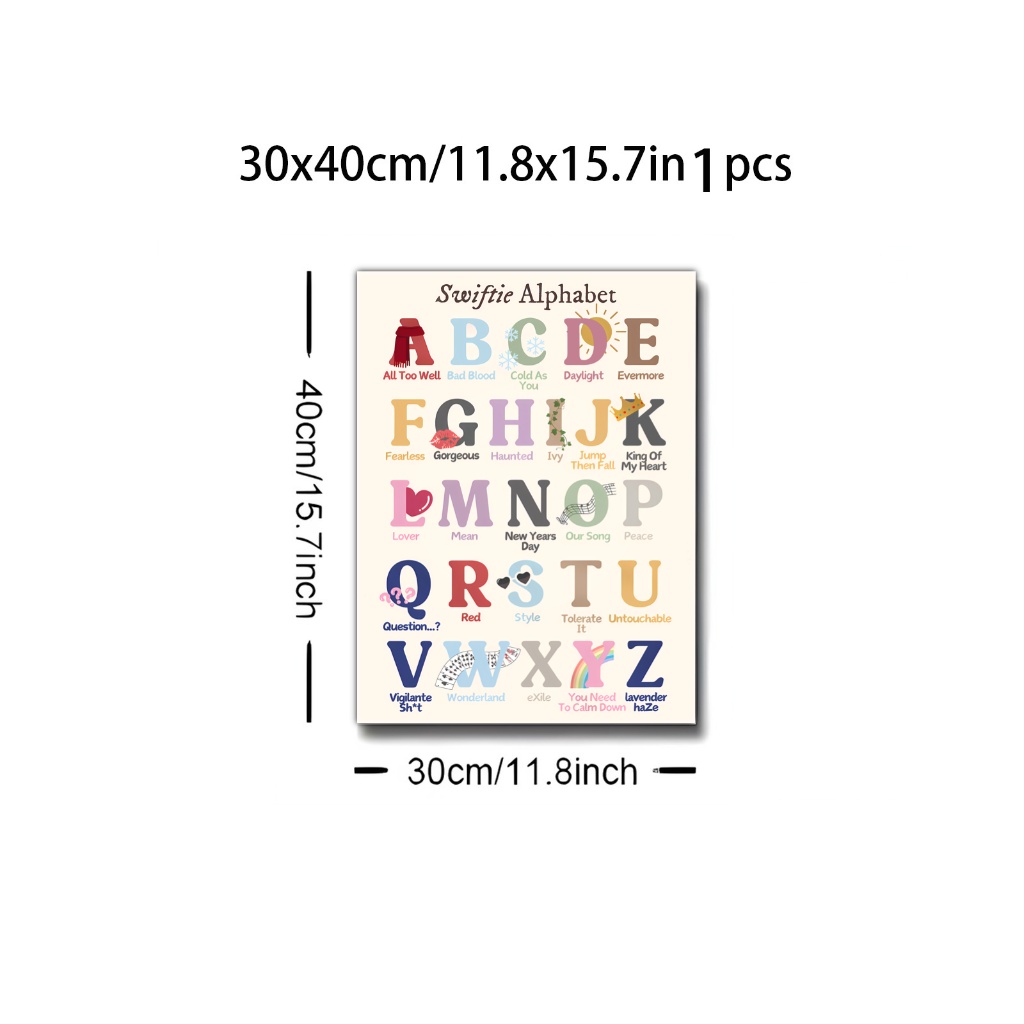 30x40cm/11.8x15.7in1pcs
Swiftie Alphabet
A B C D E
All Too Well Bad Blood Cold As You Daylight Evermore
F G H I J K
Fearless Gorgeous Haunted Ivy Jump Then Fall King Of My Heart
L M N O P
Lover Mean New Years Day Our Song Peace
Q R S T U
???
Question...? Red Style Tolerate It Untouchable
V W X Y Z
Vigilante Sh*t Wonderland eXile You Need To Calm Down lavender haZe
40cm/15.7inch
30cm/11.8inch